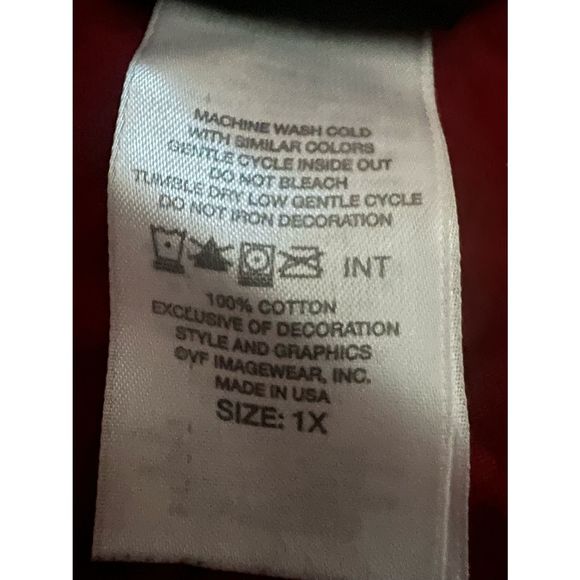 MACHINE WASH COLD
WITH SIMILAR COLORS
GENTLE CYCLE INSIDE OUT
DO NOT BLEACH
TUMBLE DRY LOW GENTLE CYCLE
DO NOT IRON DECORATION
INT
100% COTTON
EXCLUSIVE OF DECORATION
STYLE AND GRAPHICS
©VF IMAGEWEAR, INC.
MADE IN USA
SIZE: 1X